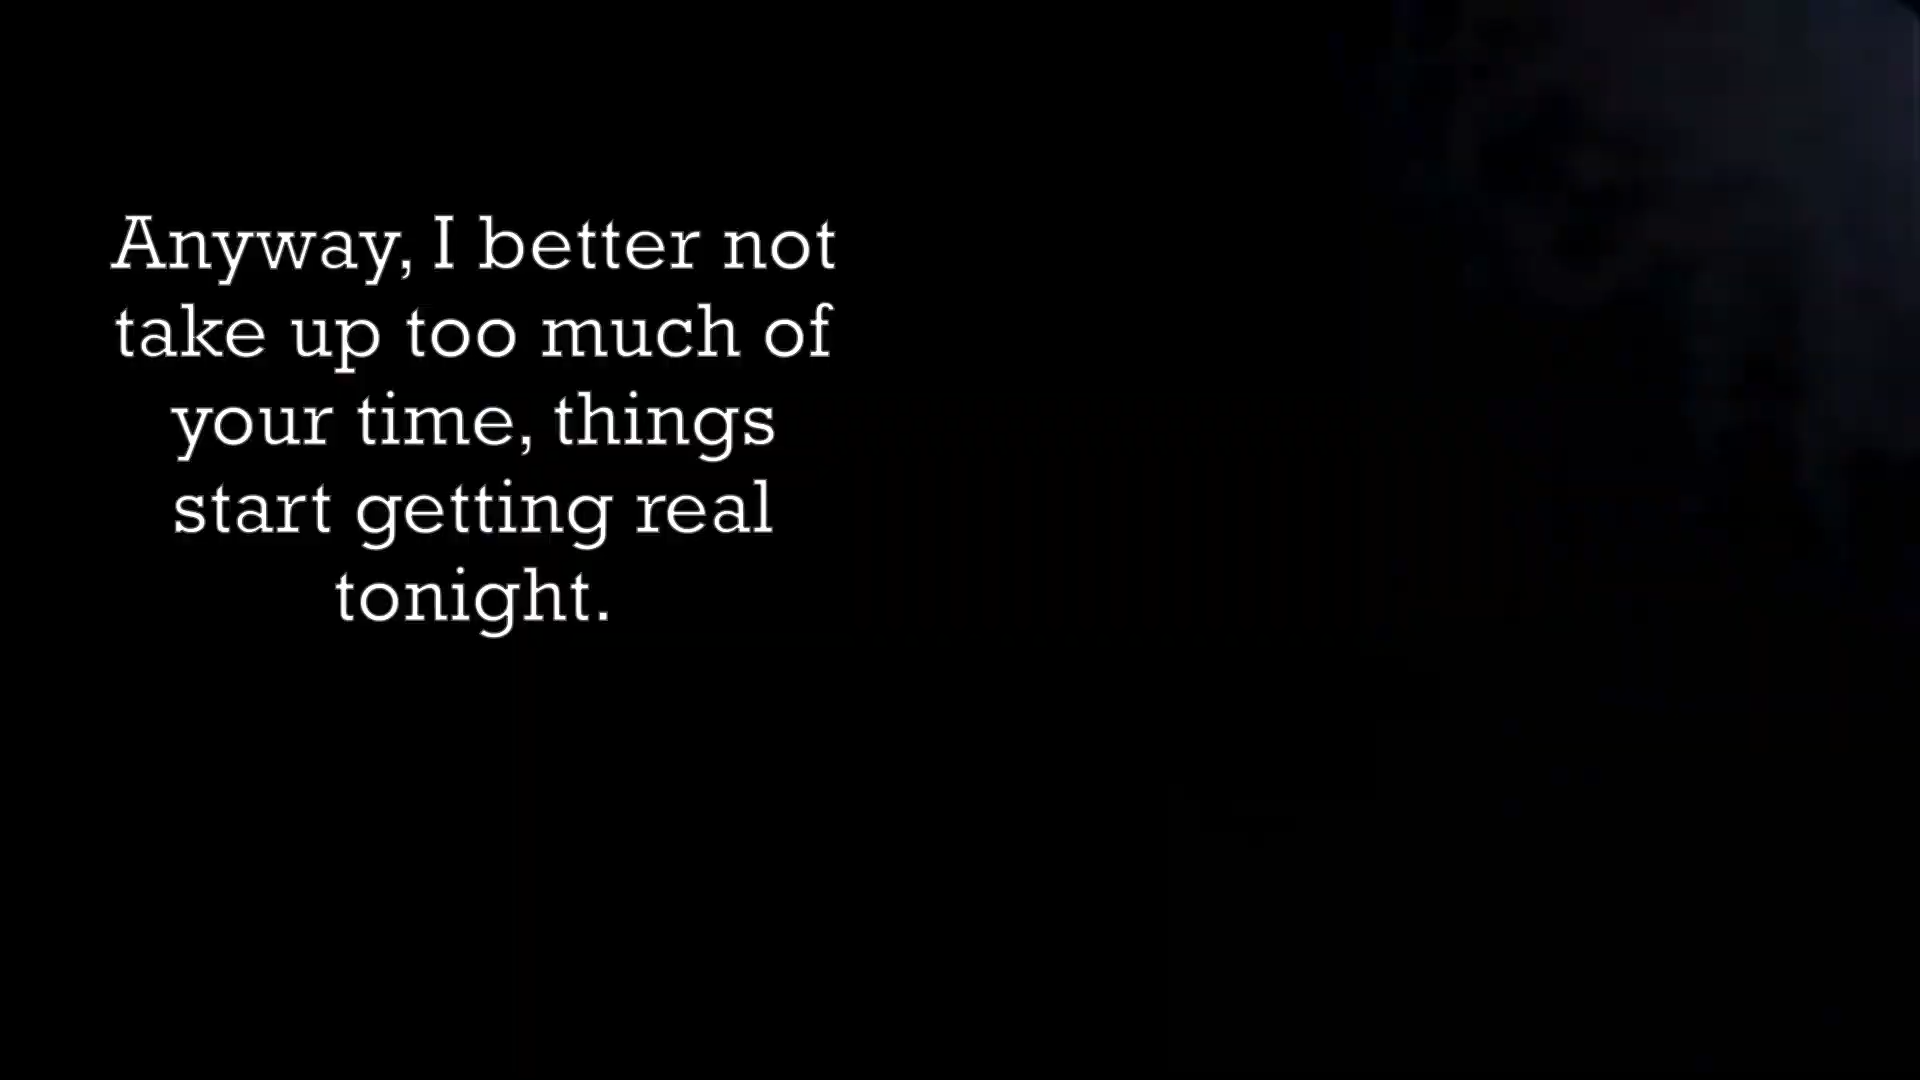 Anyway, I better not
take up too much of
your time, things
start getting real
tonight.